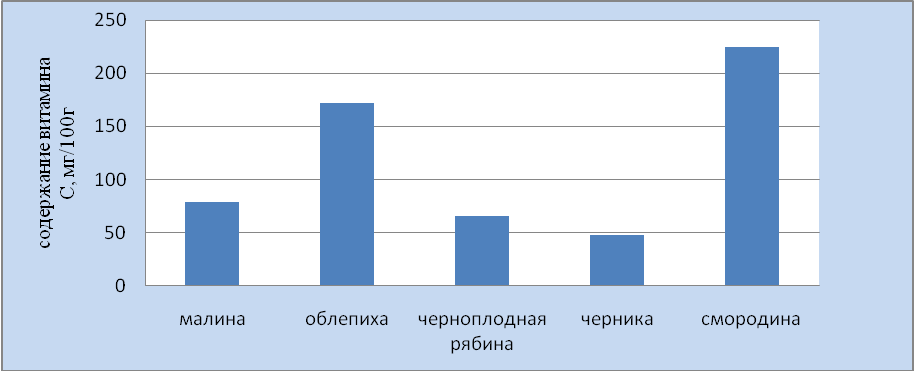 содержание витамина
С, мг/100г
250
200
150
100
50
0
малина
облепиха
черноплодная
рябина
черника
смородина